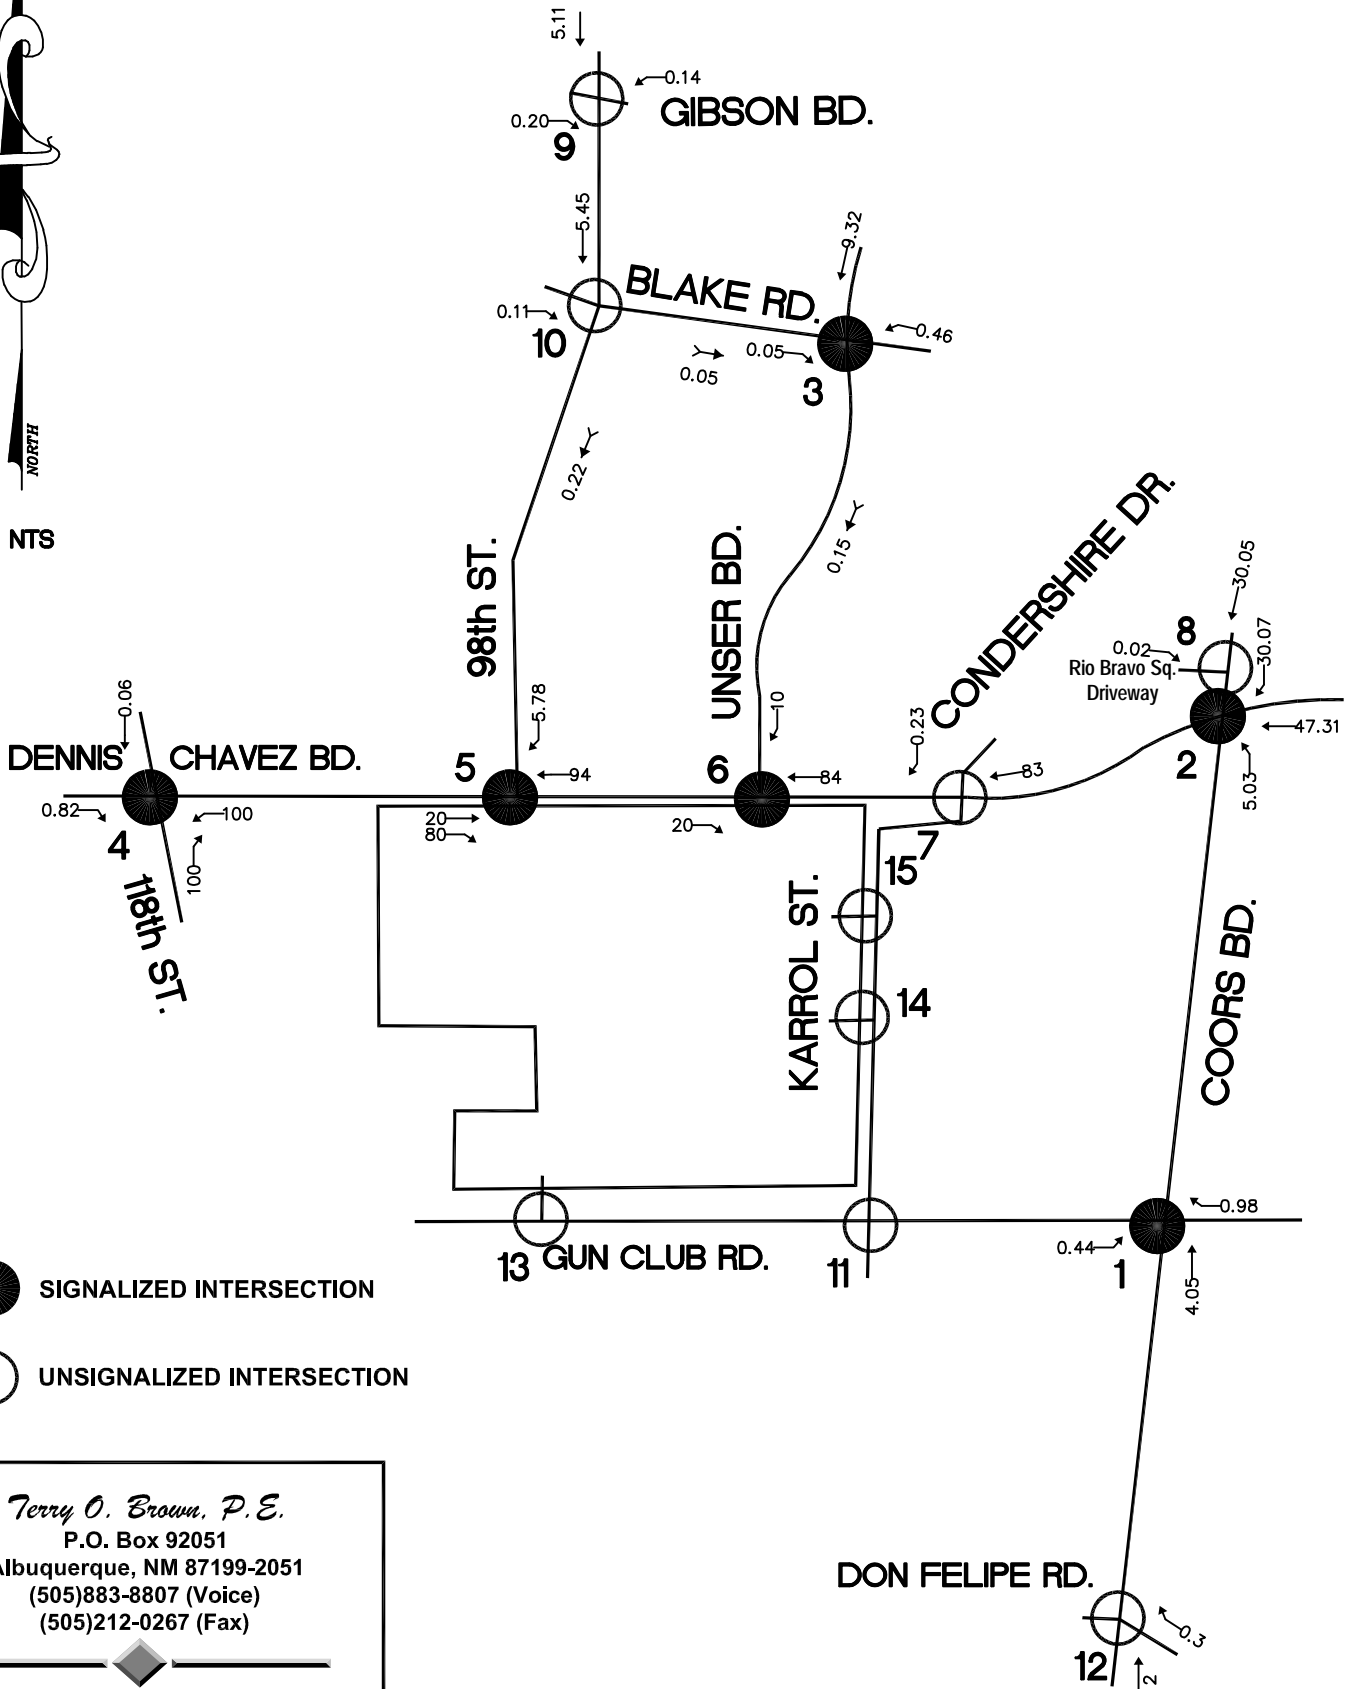 5.11
0.14
GIBSON BD.
0.20
9
5.45
9.32
BLAKE RD.
0.11
10
0.46
0.05
0.05
3
NORTH
0.22
NTS
0.15
CONDERSHIRE DR.
98th ST.
UNSER BD.
30.05
8
0.02
30.07
Rio Bravo Sq.
Driveway
0.06
5.78
10
0.23
47.31
DENNIS CHAVEZ BD.
5
94
6
84
83
2
5.03
0.82
100
20
80
20
4
100
7
15
118th ST.
KARROL ST.
14
COORS BD.
0.98
13
GUN CLUB RD.
11
0.44
1
4.05
SIGNALIZED INTERSECTION
UNSIGNALIZED INTERSECTION
Terry O. Brown, P.E.
P.O. Box 92051
Albuquerque, NM 87199-2051
(505)883-8807 (Voice)
(505)212-0267 (Fax)
DON FELIPE RD.
0.3
12